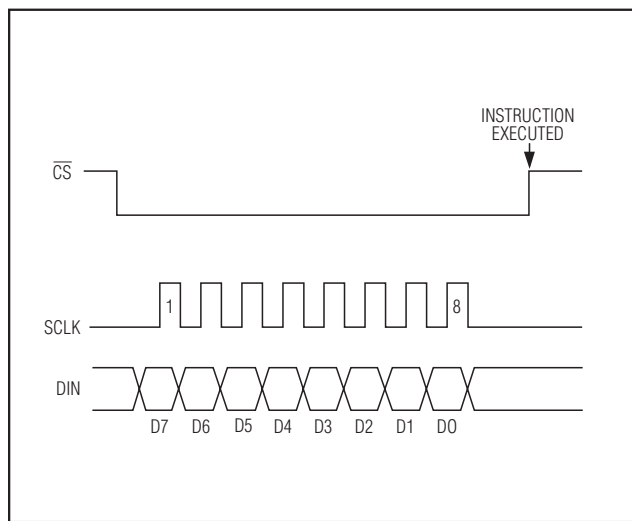 INSTRUCTION
EXECUTED
CS
1
8
SCLK
DIN
D7 D6 D5 D4 D3 D2 D1 D0